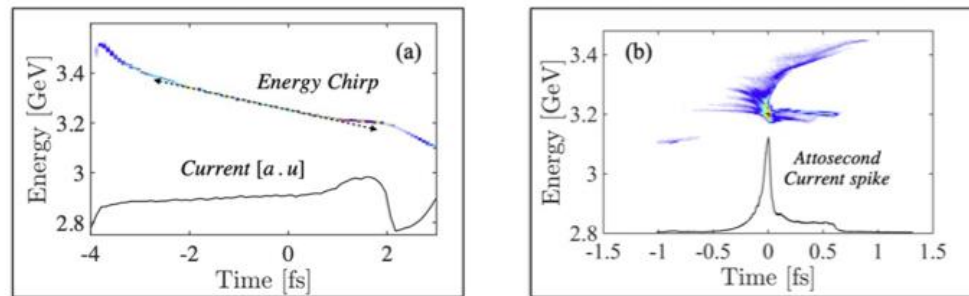 (a)
Energy [GeV]
3.4
3.2
3
2.8
Energy Chirp
Current [a . u]
-4
-2
0
2
Time [fs]
(b)
Energy [GeV]
3.4
3.2
3
2.8
Attosecond
Current spike
-1.5
-1
-0.5
0
0.5
1
1.5
Time [fs]